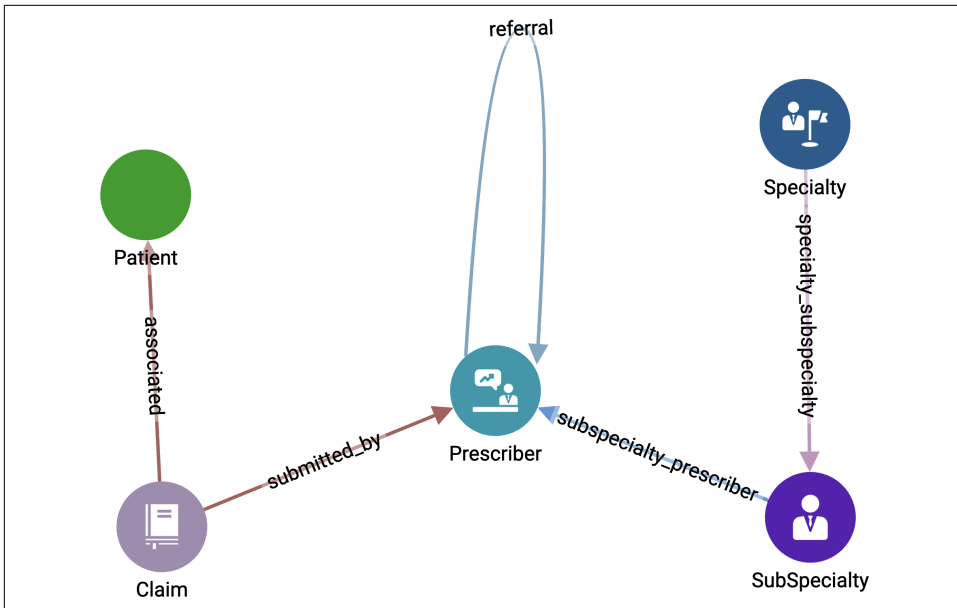 referral
Specialty
Patient
specialty_subspecialty
associated
submitted_by
Prescriber
subspecialty_prescriber
Claim
SubSpecialty